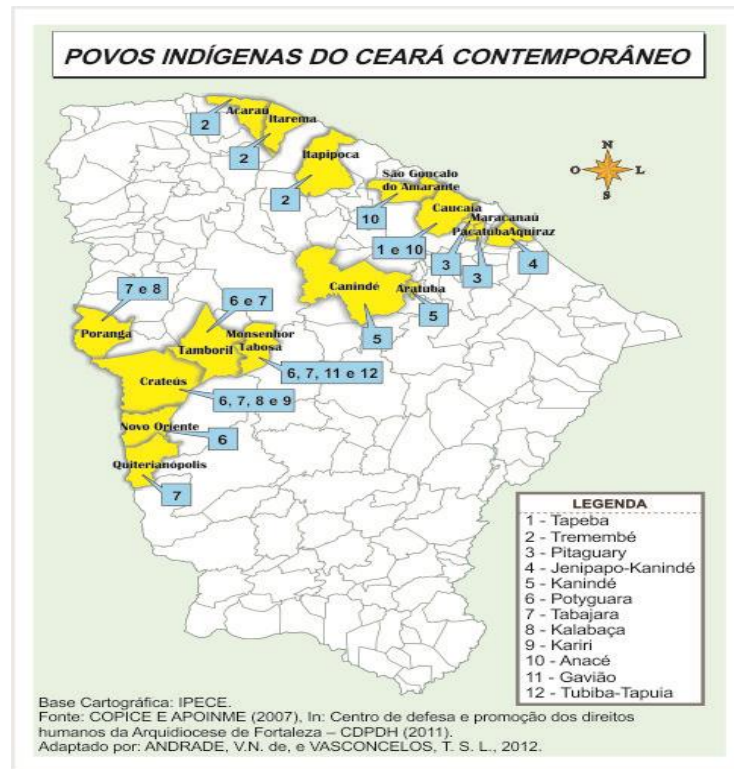 POVOS INDÍGENAS DO CEARÁ CONTEMPORÂNEO
Acaraú
Itarema
2
2
Itapipoca
2
N
O
L
S
São Gonçalo
do Amarante
10
Caucaía
Maracanaú
Pacatuba
Aquiraz
1 e 10
3
3
4
Canindé
Aratuba
5
5
7 e 8
Poranga
6 e 7
Monsenhor
Tabosa
Tamboril
6, 7, 11 e 12
Crateús
6, 7, 8 e 9
Novo Oriente
6
Quiterianópolis
7
LEGENDA
1 - Tapeba
2 - Tremembé
3 - Pitaguary
4 - Jenipapo-Kanindé
5 - Kanindé
6 - Potyguara
7 - Tabajara
8 - Kalabaça
9 - Kariri
10 - Anacé
11 - Gavião
12 - Tubiba-Tapuia
Base Cartográfica: IPECE.
Fonte: COPICE E APOINME (2007), In: Centro de defesa e promoção dos direitos
humanos da Arquidiocese de Fortaleza – CDPDH (2011).
Adaptado por: ANDRADE, V.N. de, e VASCONCELOS, T. S. L., 2012.